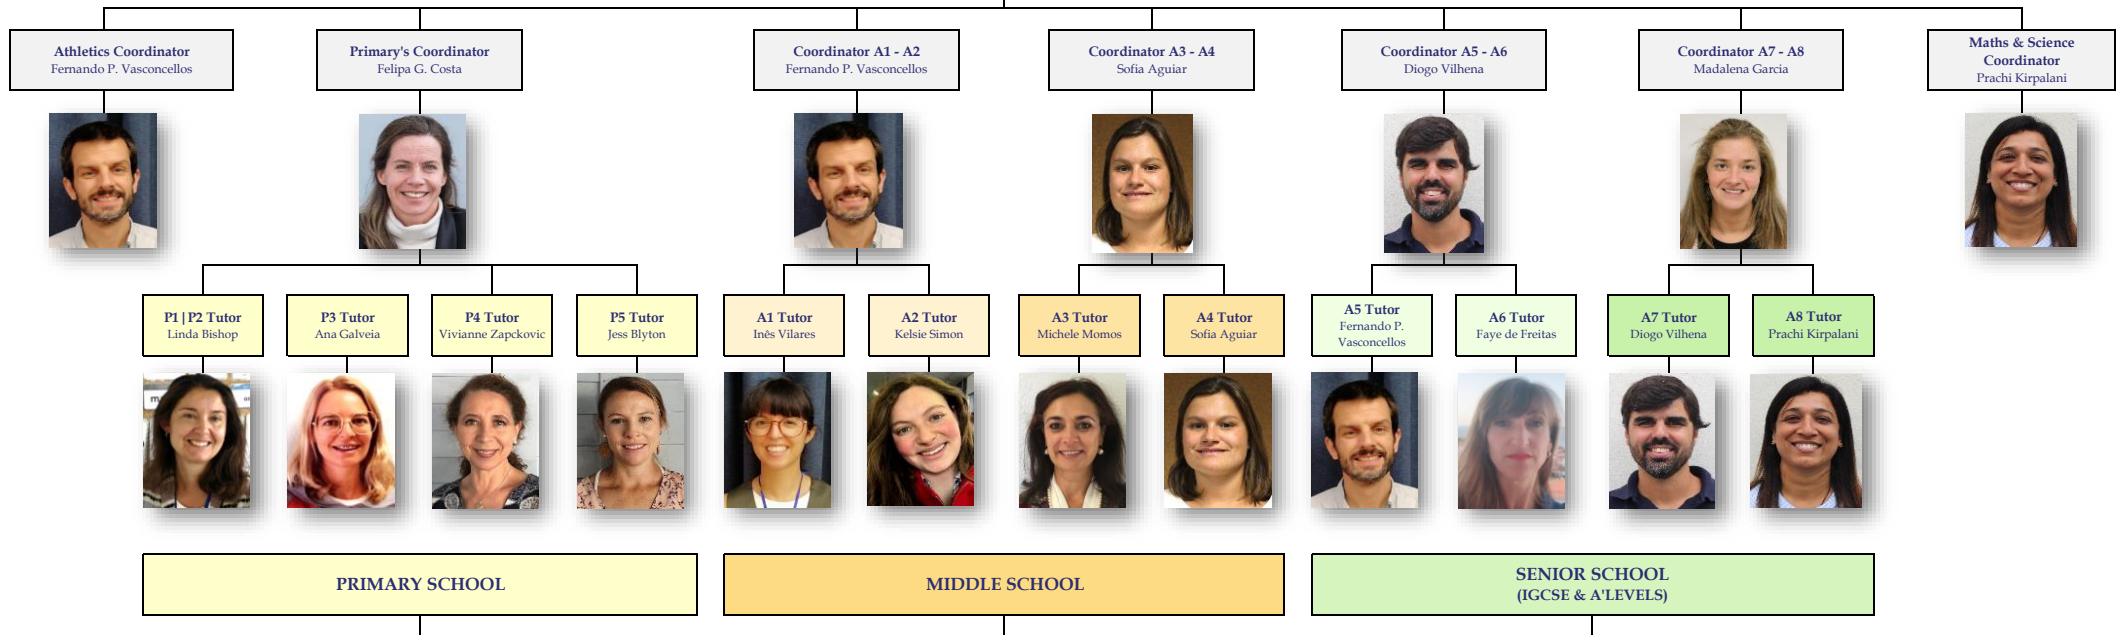 Athletics Coordinator
Fernando P. Vasconcellos
Primary's Coordinator
Felipa G. Costa
Coordinator A1 - A2
Fernando P. Vasconcellos
Coordinator A3 - A4
Sofia Aguiar
Coordinator A5 - A6
Diogo Vilhena
Coordinator A7 - A8
Madalena Garcia
Maths & Science
Coordinator
Prachi Kirpalani
P1|P2 Tutor
Linda Bishop
P3 Tutor
Ana Galveia
P4 Tutor
Vivianne Zapckovic
P5 Tutor
Jess Blyton
A1 Tutor
Inês Vilares
A2 Tutor
Kelsie Simon
A3 Tutor
Michele Momos
A4 Tutor
Sofia Aguiar
A5 Tutor
Fernando P.
Vasconcellos
A6 Tutor
Faye de Freitas
A7 Tutor
Diogo Vilhena
A8 Tutor
Prachi Kirpalani
PRIMARY SCHOOL
MIDDLE SCHOOL
SENIOR SCHOOL
(IGCSE & A'LEVELS)